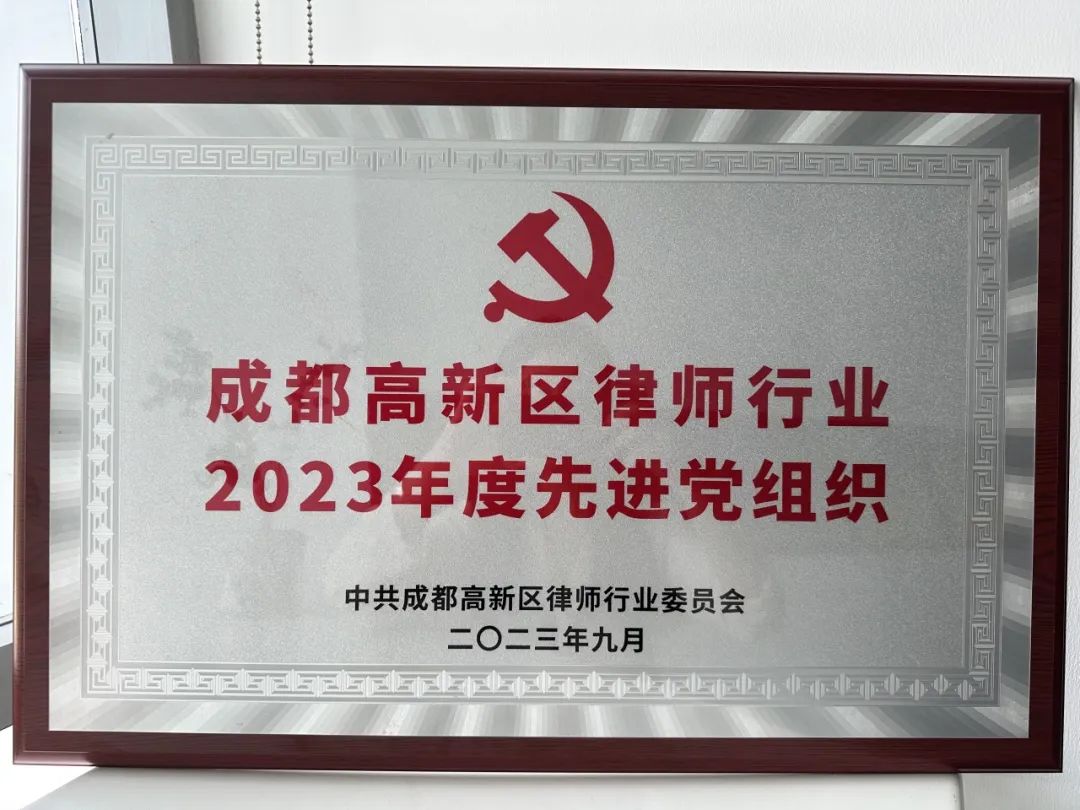 成都高新区律师行业
2023年度先进党组织
中共成都高新区律师行业委员会
二〇二三年九月